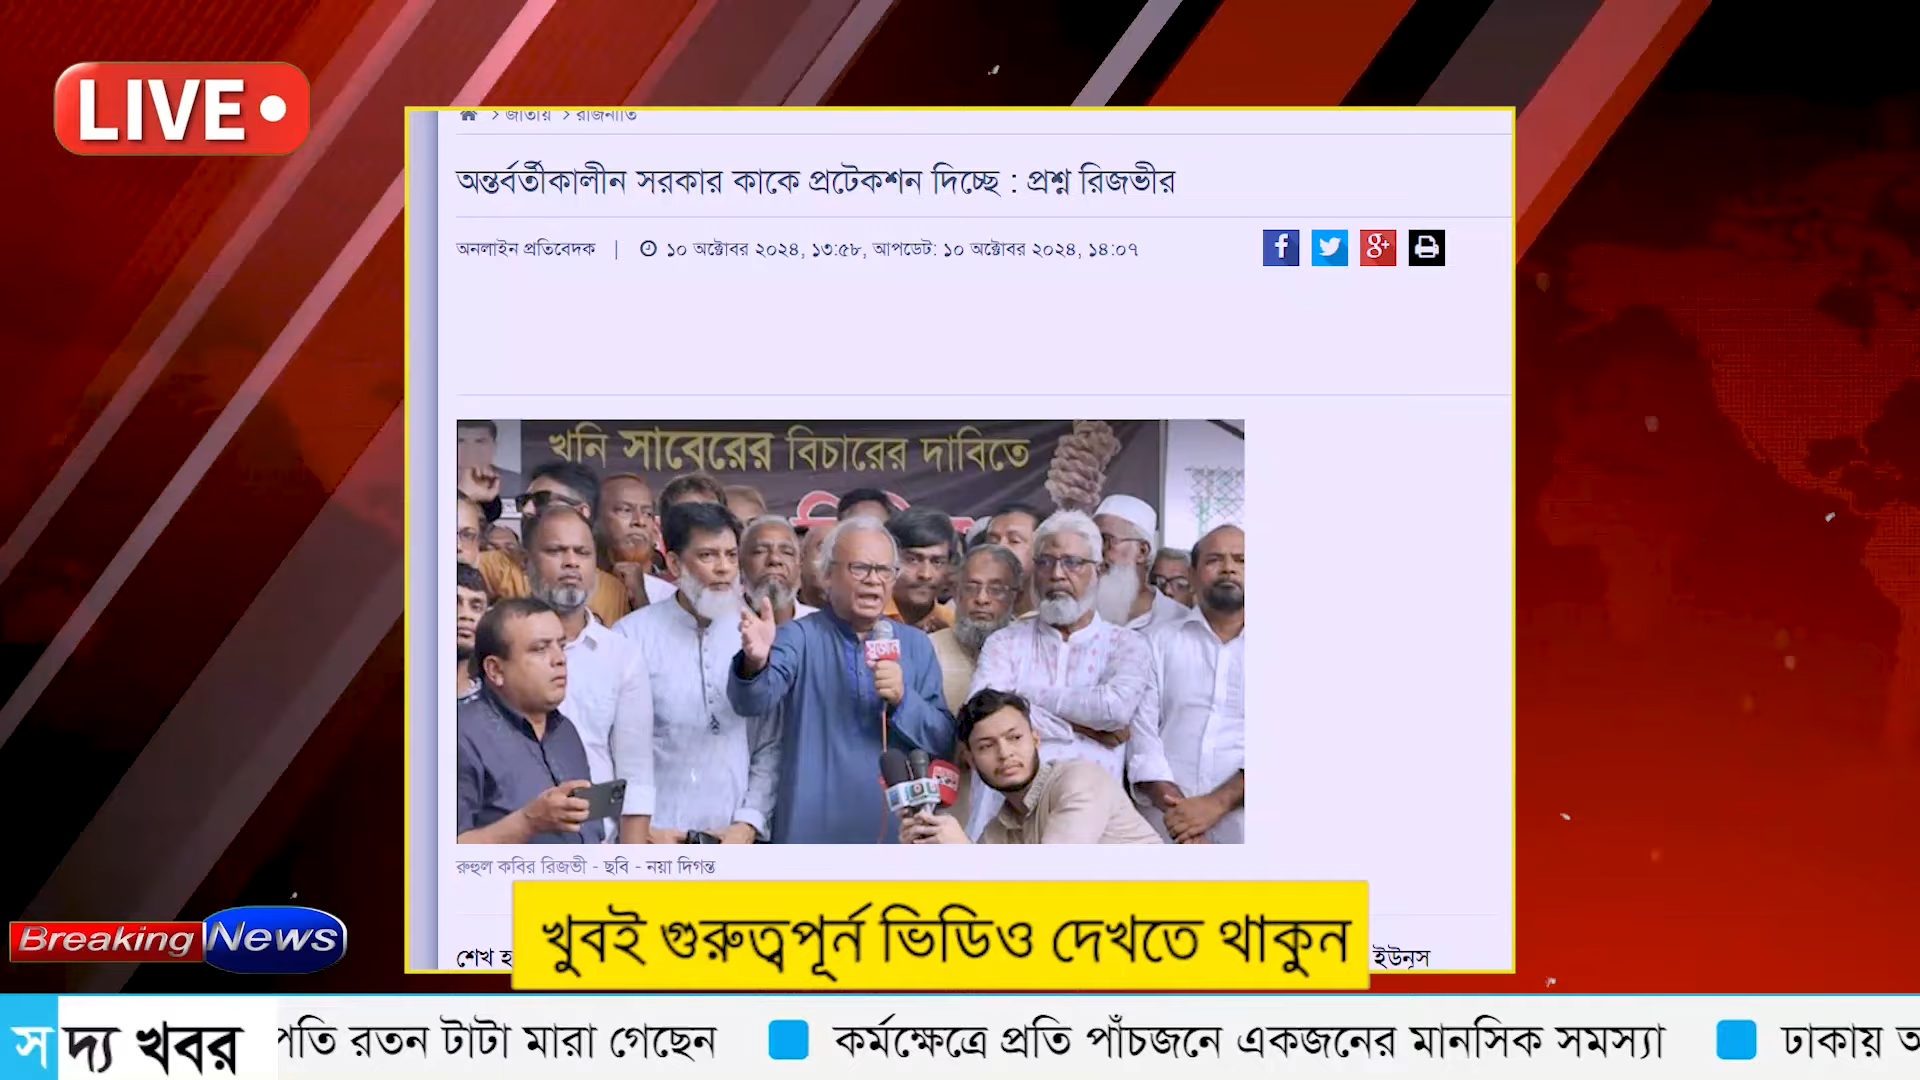 LIVE
জাতীয় > রাজনীতি
অন্তর্বর্তীকালীন সরকার কাকে প্রটেকশন দিচ্ছে : প্রশ্ন রিজভীর
অনলাইন প্রতিবেদক | ১০ অক্টোবর ২০২৪, ১৩:৫৮, আপডেট: ১০ অক্টোবর ২০২৪, ১৪:০৭
খনি সাবেরের বিচারের দাবিতে
রুহুল কবির রিজভী - ছবি - নয়া দিগন্ত
খুবই গুরুত্বপূর্ন ভিডিও দেখতে থাকুন
শেখ ইউনূস
Breaking News
সদ্য খবর
রতন টাটা মারা গেছেন কর্মক্ষেত্রে প্রতি পাঁচজনে একজনের মানসিক সমস্যা ঢাকায়